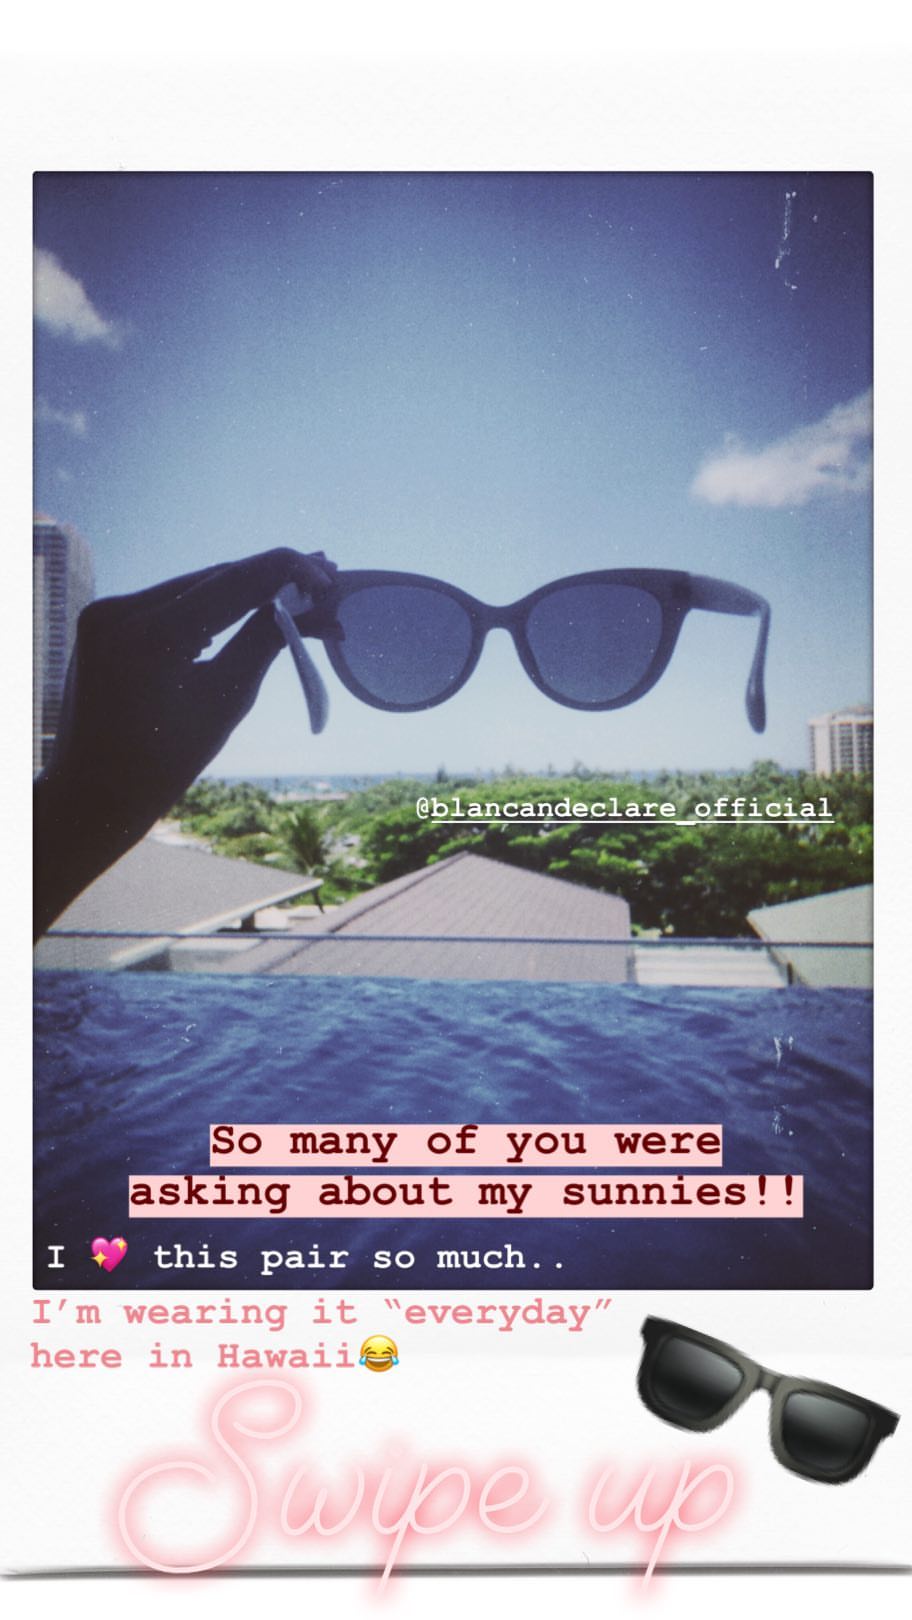 @blancandeclare_official
So many of you were
asking about my sunnies!!
I 💖 this pair so much..
I’m wearing it “everyday”
here in Hawaii😂
Swipe up